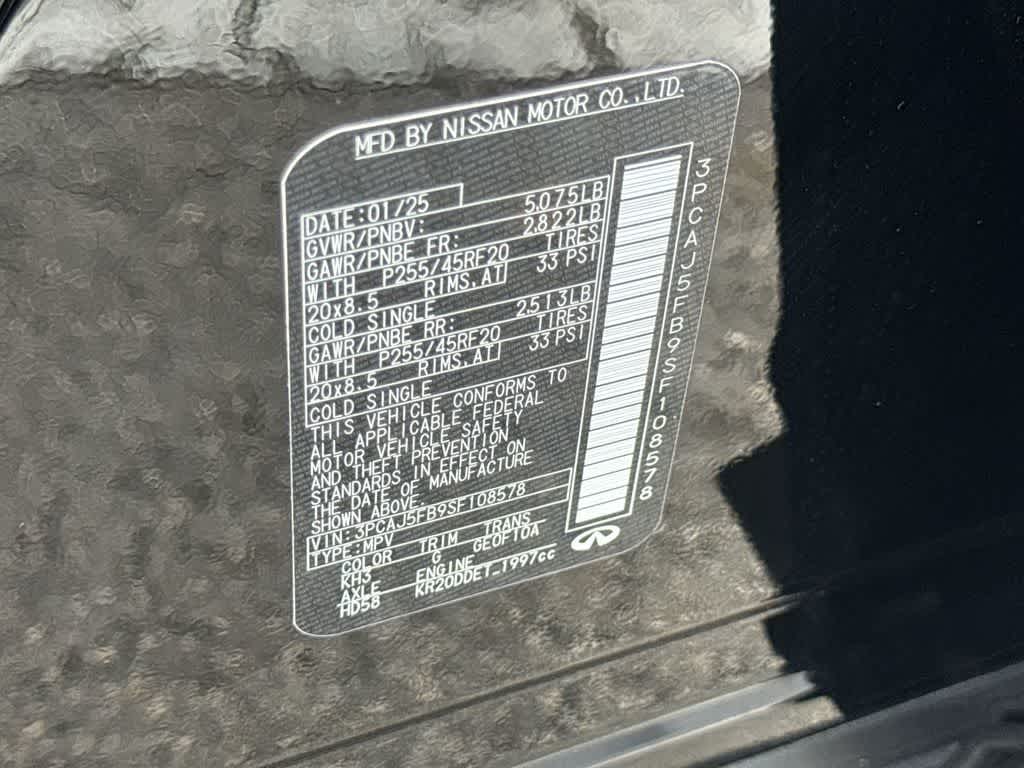 MFD BY NISSAN MOTOR CO.,LTD.
DATE:01/25
GVWR/PNBV: 5,075LB
GAWR/PNBE FR: 2,822LB
WITH P255/45RF20 TIRES
20x8.5 RIMS,AT 33 PSI
COLD SINGLE
GAWR/PNBE RR: 2,513LB
WITH P255/45RF20 TIRES
20x8.5 RIMS,AT 33 PSI
COLD SINGLE
THIS VEHICLE CONFORMS TO
ALL APPLICABLE FEDERAL
MOTOR VEHICLE SAFETY
AND THEFT PREVENTION
STANDARDS IN EFFECT ON
THE DATE OF MANUFACTURE
SHOWN ABOVE.
VIN:3PCAJ5FB9SF108578
TYPE:MPV
COLOR TRIM TRANS
KH3 G GE0F10A
AXLE ENGINE
HD58 KR20DDET 1997cc
3PCAJ5FB9SF108578